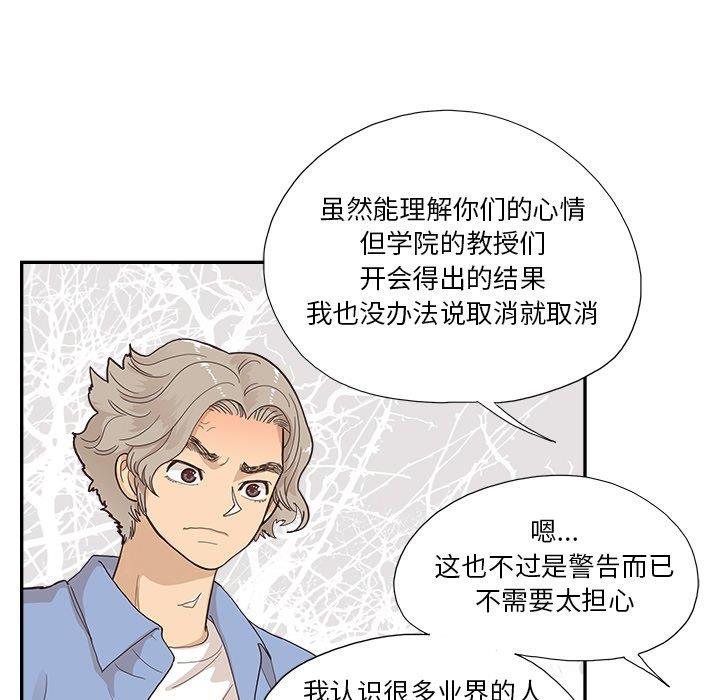 虽然能理解你们的心情
但学院的教授们
开会得出的结果
我也没办法说取消就取消
嗯...
这也不过是警告而已
不需要太担心
我认识很多业界的人